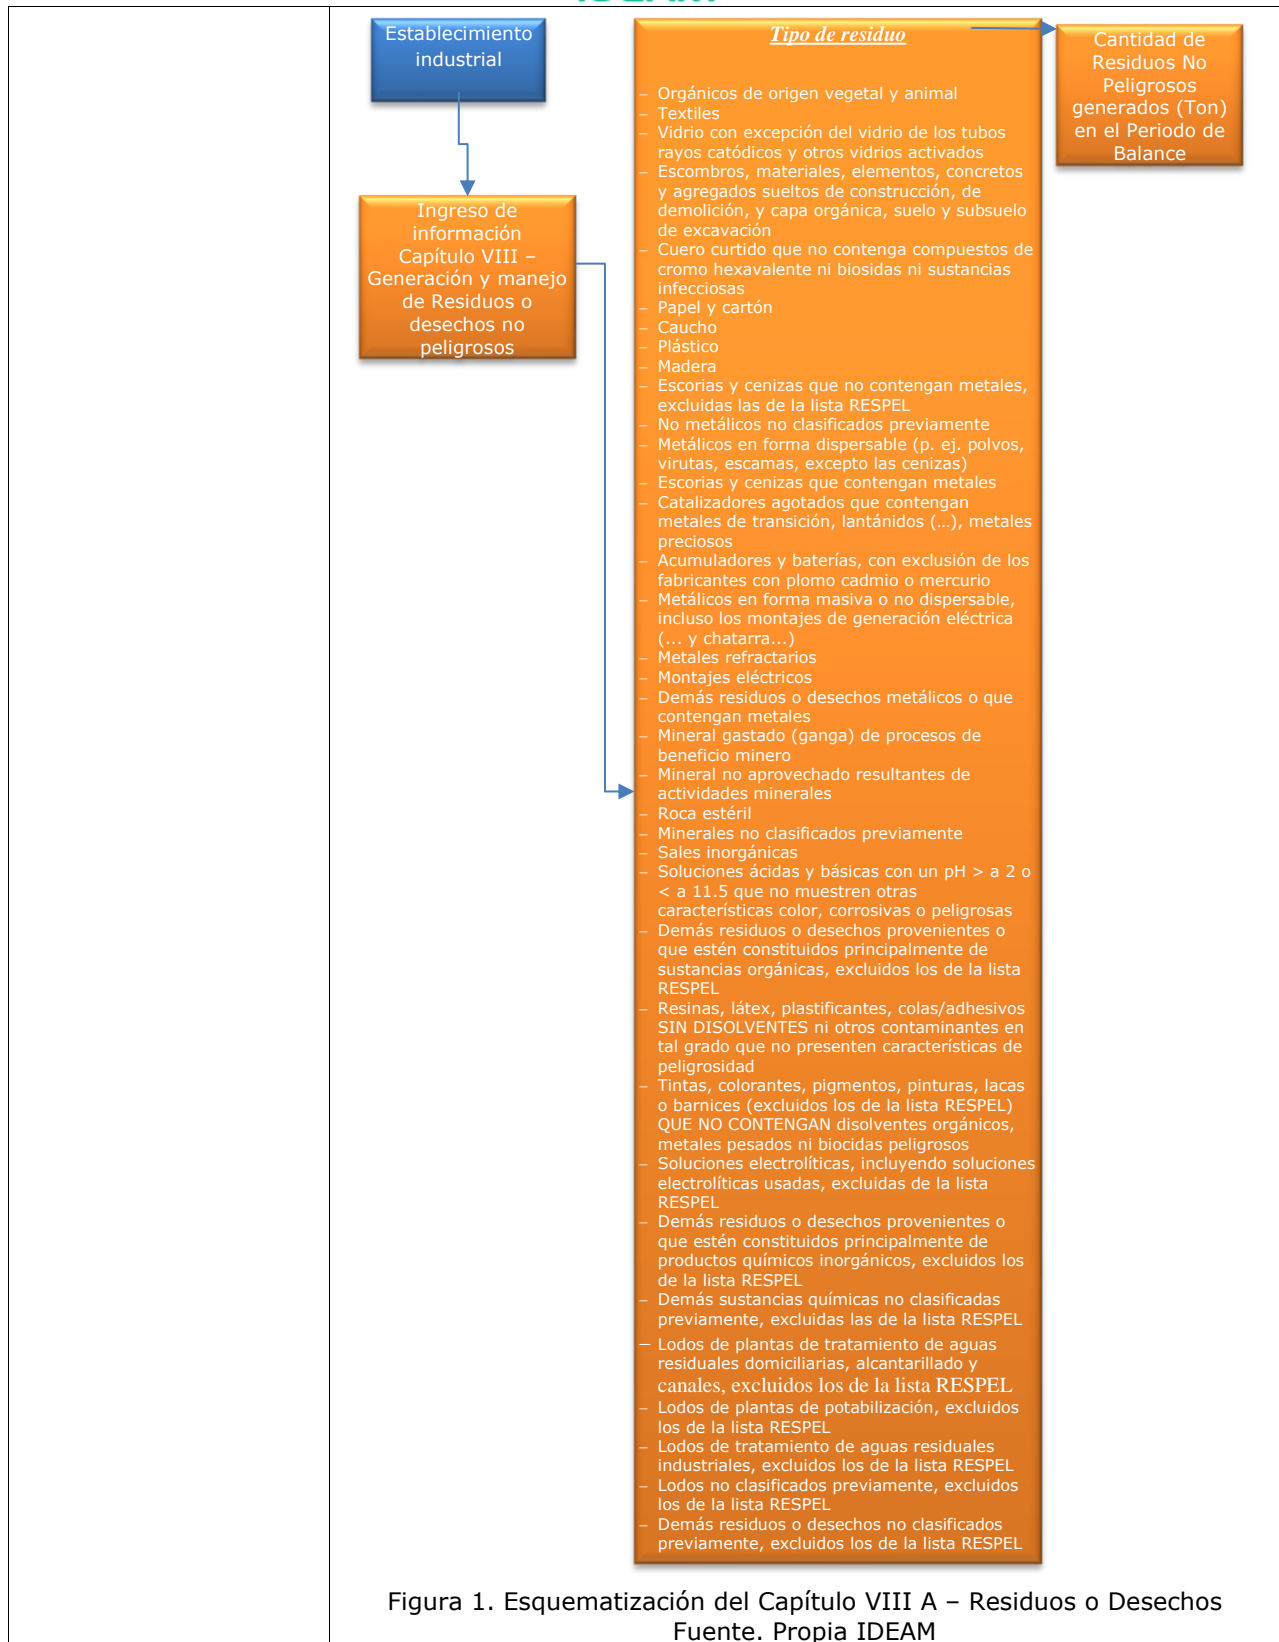 Establecimiento
industrial
Ingreso de
información
Capítulo VIII –
Generación y manejo
de Residuos o
desechos no
peligrosos
Tipo de residuo
– Orgánicos de origen vegetal y animal
– Textiles
– Vidrio con excepción del vidrio de los tubos
rayos catódicos y otros vidrios activados
– Escombros, materiales, elementos, concretos
y agregados sueltos de construcción, de
demolición, y capa orgánica, suelo y subsuelo
de excavación
– Cuero curtido que no contenga compuestos de
cromo hexavalente ni biosidas ni sustancias
infecciosas
– Papel y cartón
– Caucho
– Plástico
– Madera
– Escorias y cenizas que no contengan metales,
excluidas las de la lista RESPEL
– No metálicos no clasificados previamente
– Metálicos en forma dispersable (p. ej. polvos,
virutas, escamas, excepto las cenizas)
– Escorias y cenizas que contengan metales
– Catalizadores agotados que contengan
metales de transición, lantánidos (…), metales
preciosos
– Acumuladores y baterías, con exclusión de los
fabricantes con plomo cadmio o mercurio
– Metálicos en forma masiva o no dispersable,
incluso los montajes de generación eléctrica
(... y chatarra...)
– Metales refractarios
– Montajes eléctricos
– Demás residuos o desechos metálicos o que
contengan metales
– Mineral gastado (ganga) de procesos de
beneficio minero
– Mineral no aprovechado resultantes de
actividades minerales
– Roca estéril
– Minerales no clasificados previamente
– Sales inorgánicas
– Soluciones ácidas y básicas con un pH > a 2 o
< a 11.5 que no muestren otras
características color, corrosivas o peligrosas
– Demás residuos o desechos provenientes o
que estén constituidos principalmente de
sustancias orgánicas, excluidos los de la lista
RESPEL
– Resinas, látex, plastificantes, colas/adhesivos
SIN DISOLVENTES ni otros contaminantes en
tal grado que no presenten características de
peligrosidad
– Tintas, colorantes, pigmentos, pinturas, lacas
o barnices (excluidos los de la lista RESPEL)
QUE NO CONTENGAN disolventes orgánicos,
metales pesados ni biocidas peligrosos
– Soluciones electrolíticas, incluyendo soluciones
electrolíticas usadas, excluidas de la lista
RESPEL
– Demás residuos o desechos provenientes o
que estén constituidos principalmente de
productos químicos inorgánicos, excluidos los
de la lista RESPEL
– Demás sustancias químicas no clasificadas
previamente, excluidas las de la lista RESPEL
– Lodos de plantas de tratamiento de aguas
residuales domiciliarias, alcantarillado y
canales, excluidos los de la lista RESPEL
– Lodos de plantas de potabilización, excluidos
los de la lista RESPEL
– Lodos de tratamiento de aguas residuales
industriales, excluidos los de la lista RESPEL
– Lodos no clasificados previamente, excluidos
los de la lista RESPEL
– Demás residuos o desechos no clasificados
previamente, excluidos los de la lista RESPEL
Cantidad de
Residuos No
Peligrosos
generados (Ton)
en el Periodo de
Balance
Figura 1. Esquematización del Capítulo VIII A – Residuos o Desechos
Fuente. Propia IDEAM